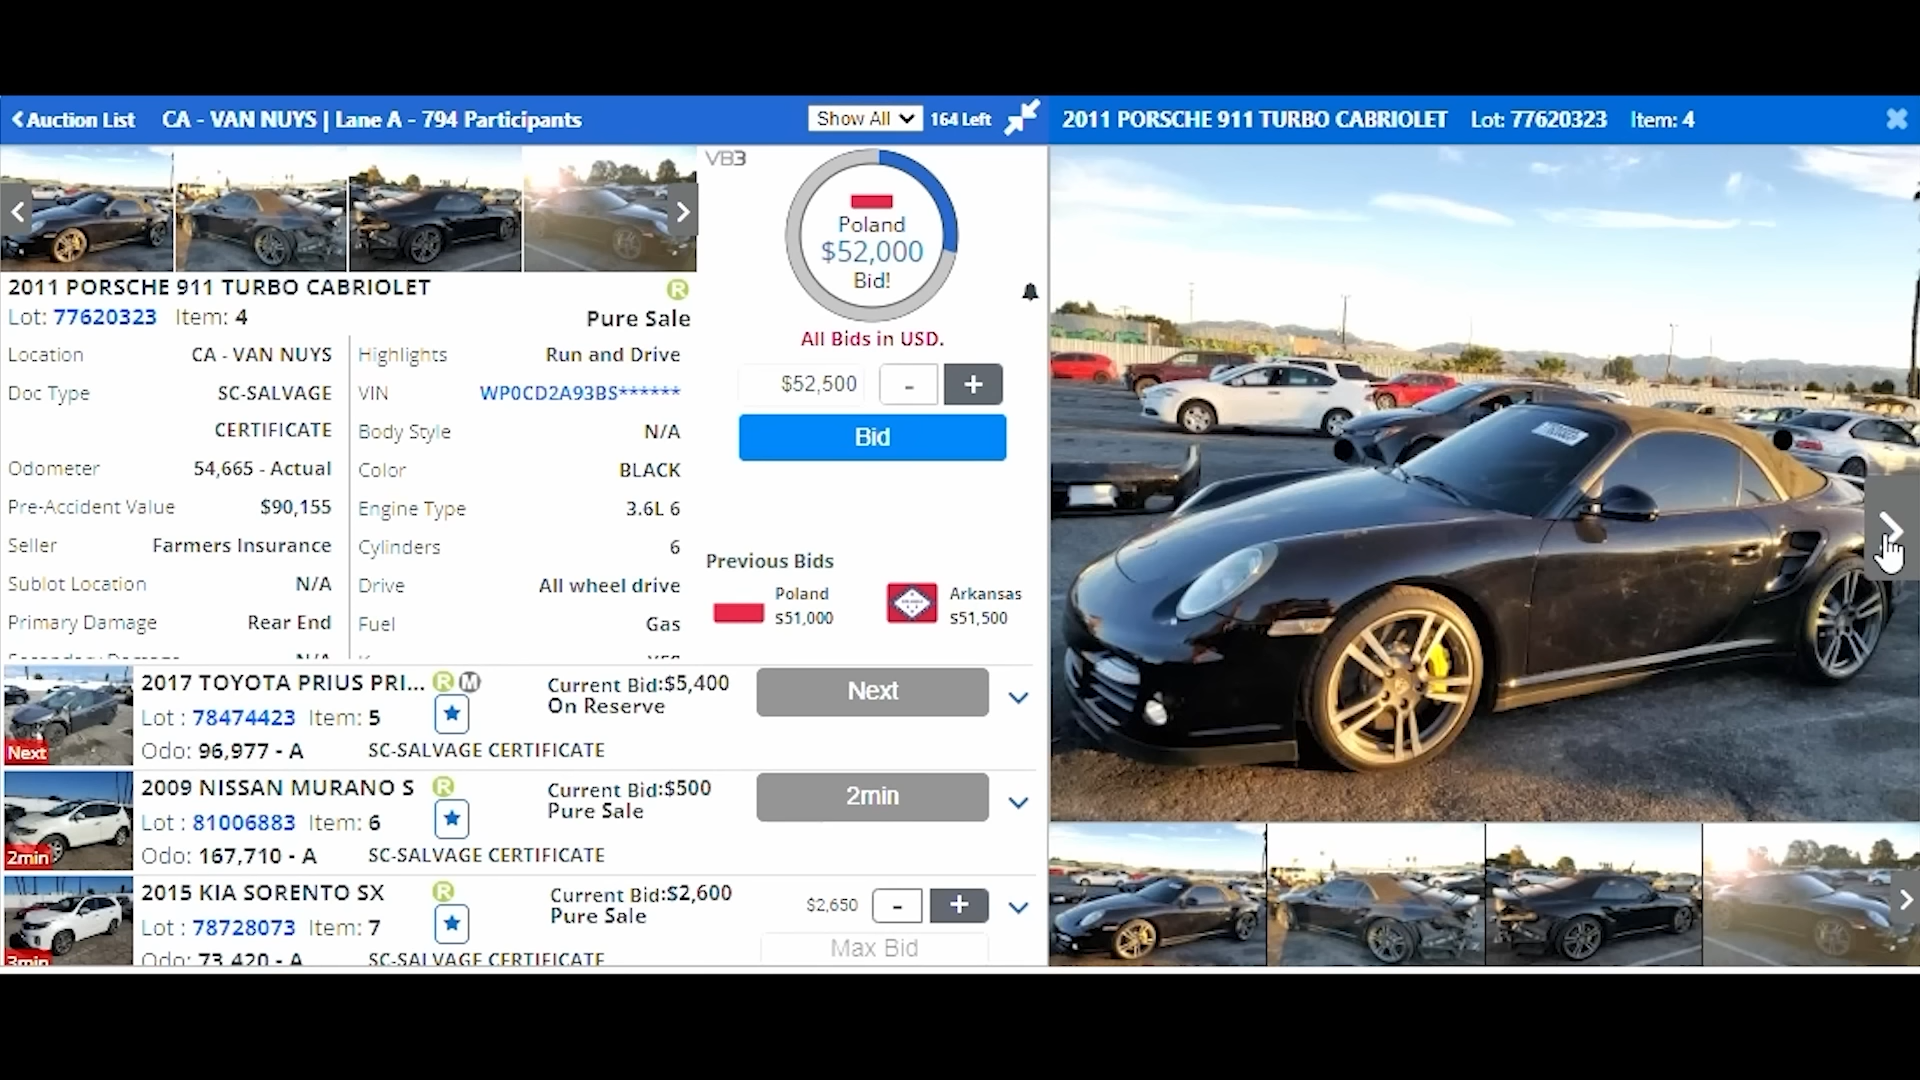 Auction List
CA - VAN NUYS | Lane A - 794 Participants
Show All
164 Left
2011 PORSCHE 911 TURBO CABRIOLET Lot: 77620323 Item: 4
VB3
Poland
$52,000
Bid!
All Bids in USD.
$52,500 - +
Bid
Previous Bids
Poland
$51,000
Arkansas
$51,500
2011 PORSCHE 911 TURBO CABRIOLET R
Lot: 77620323 Item: 4
Pure Sale
Location CA - VAN NUYS
Doc Type SC-SALVAGE
CERTIFICATE
Odometer 54,665 - Actual
Pre-Accident Value $90,155
Seller Farmers Insurance
Sublot Location N/A
Primary Damage Rear End
Highlights Run and Drive
VIN WP0CD2A93BS******
Body Style N/A
Color BLACK
Engine Type 3.6L 6
Cylinders 6
Drive All wheel drive
Fuel Gas
Next
2017 TOYOTA PRIUS PRI... R M
Lot : 78474423 Item: 5
Odo: 96,977 - A SC-SALVAGE CERTIFICATE
Current Bid:$5,400
On Reserve
Next
2min
2009 NISSAN MURANO S R
Lot : 81006883 Item: 6
Odo: 167,710 - A SC-SALVAGE CERTIFICATE
Current Bid:$500
Pure Sale
2min
3min
2015 KIA SORENTO SX R
Lot : 78728073 Item: 7
Odo: 73,420 - A SC-SALVAGE CERTIFICATE
Current Bid:$2,600
Pure Sale
$2,650 - +
Max Bid
77620323